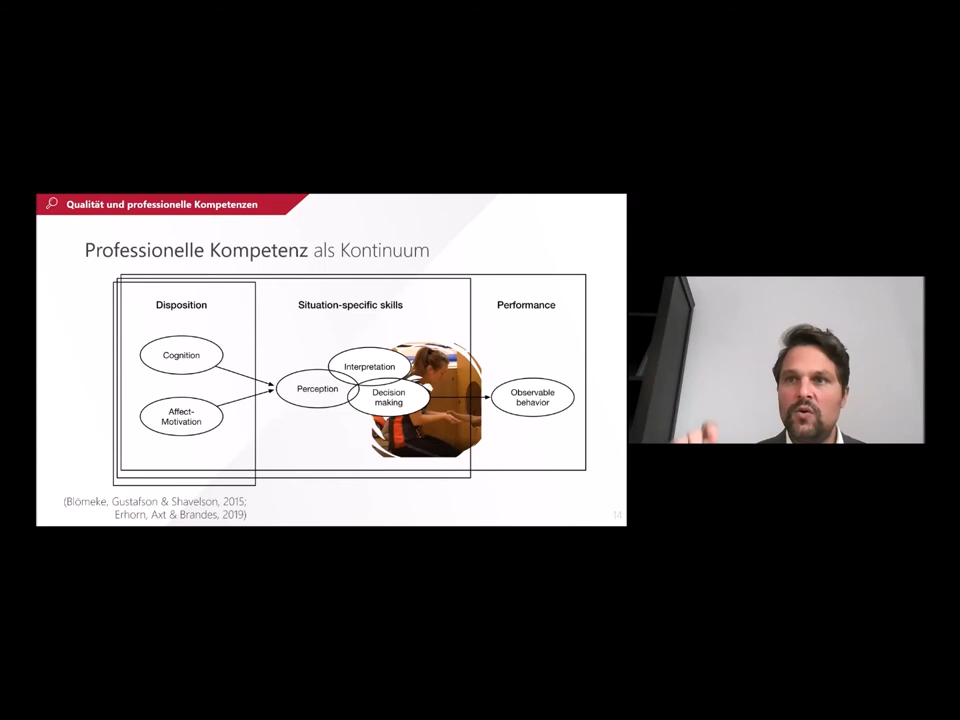 Qualität und professionelle Kompetenzen
Professionelle Kompetenz als Kontinuum
Disposition
Situation-specific skills
Performance
Cognition
Interpretation
Perception
Decision
making
Observable
behavior
Affect-
Motivation
(Blömeke, Gustafson & Shavelson, 2015;
Erhorn, Axt & Brandes, 2019)
14